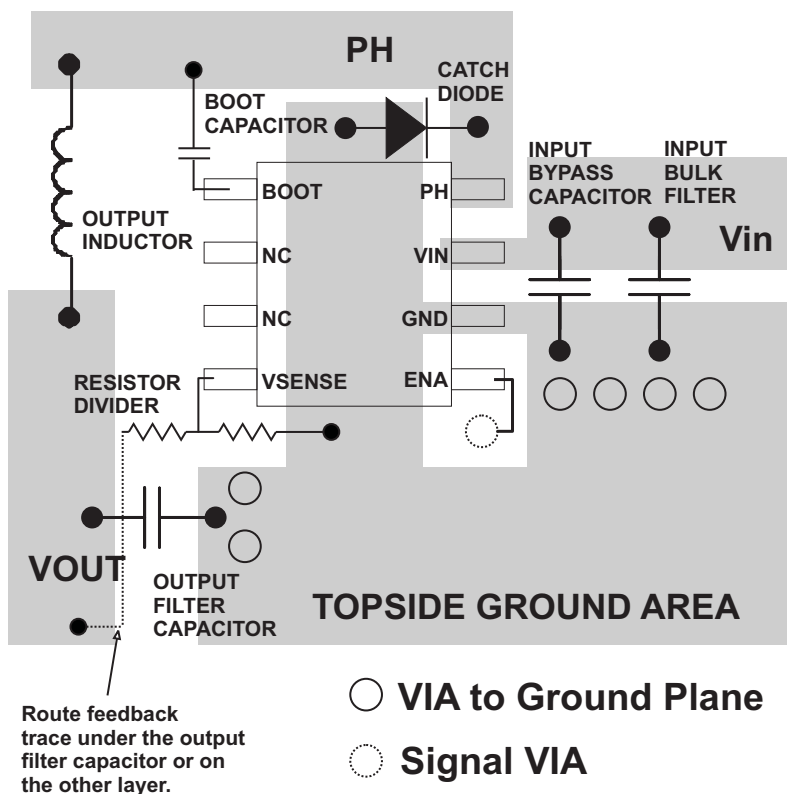 PH
CATCH
DIODE
BOOT
CAPACITOR
INPUT
BYPASS
CAPACITOR
INPUT
BULK
FILTER
OUTPUT
INDUCTOR
BOOT
PH
Vin
NC
VIN
NC
GND
RESISTOR
DIVIDER
VSENSE
ENA
VOUT
OUTPUT
FILTER
CAPACITOR
TOPSIDE GROUND AREA
Route feedback
trace under the output
filter capacitor or on
the other layer.
VIA to Ground Plane
Signal VIA